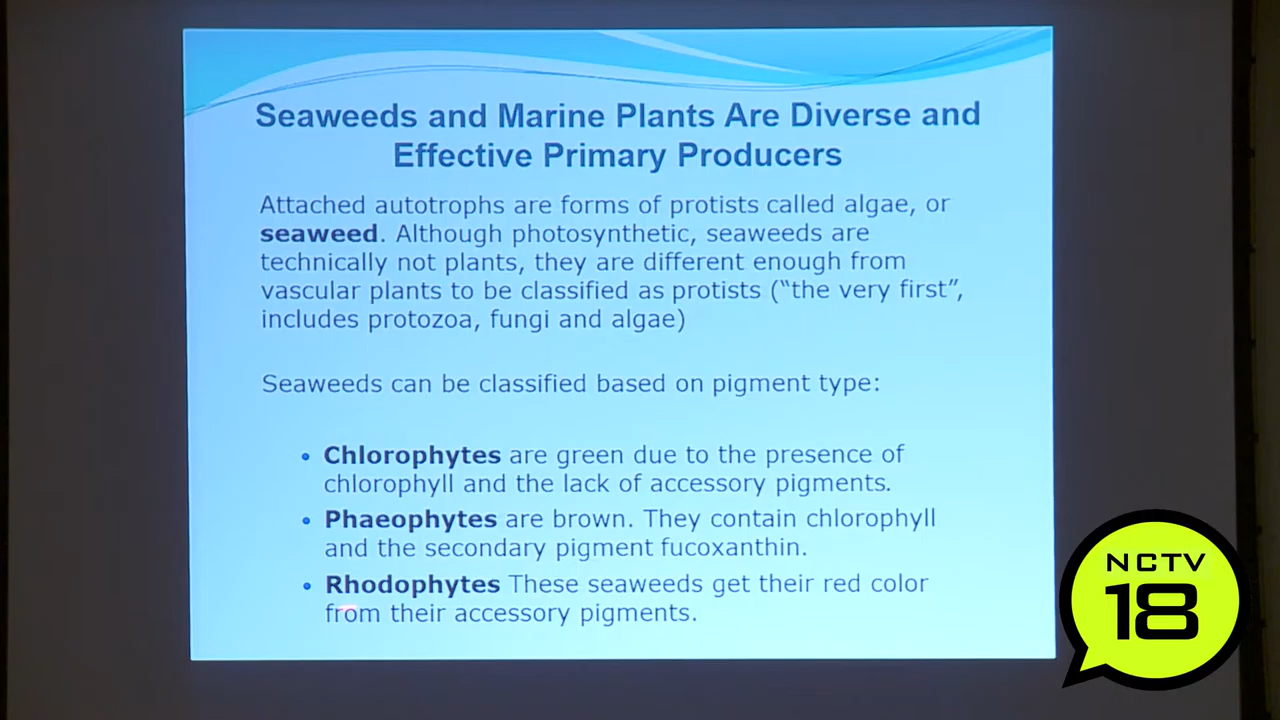 Seaweeds and Marine Plants Are Diverse and
Effective Primary Producers
Attached autotrophs are forms of protists called algae, or
seaweed. Although photosynthetic, seaweeds are
technically not plants, they are different enough from
vascular plants to be classified as protists (“the very first”,
includes protozoa, fungi and algae)
Seaweeds can be classified based on pigment type:
• Chlorophytes are green due to the presence of
chlorophyll and the lack of accessory pigments.
• Phaeophytes are brown. They contain chlorophyll
and the secondary pigment fucoxanthin.
• Rhodophytes These seaweeds get their red color
from their accessory pigments.
NCTV
18